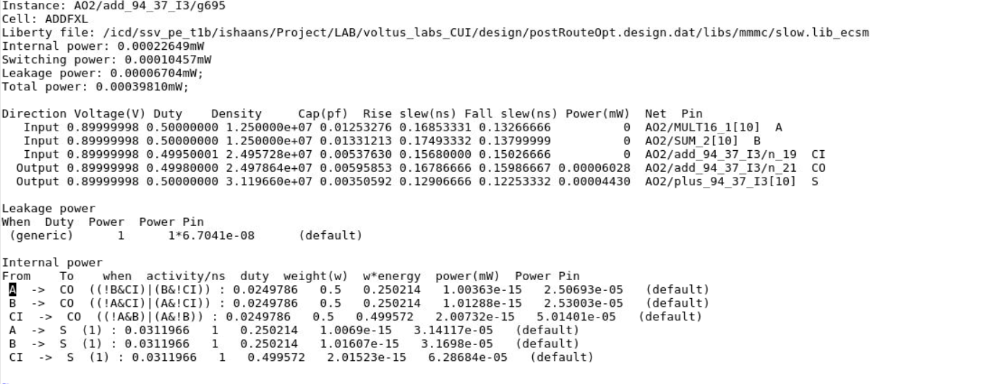 Instance: AO2/add_94_37_I3/g695
Cell: ADDFXL
Liberty file: /icd/ssv_pe_t1b/ishaans/Project/LAB/voltus_labs_CUI/design/postRouteOpt.design.dat/libs/mmmc/slow.lib_ecsm
Internal power: 0.00022649mW
Switching power: 0.00010457mW
Leakage power: 0.00006704mW;
Total power: 0.00039810mW;
Direction Voltage(V) Duty Density Cap(pf) Rise slew(ns) Fall slew(ns) Power(mW) Net Pin
Input 0.89999998 0.50000000 1.250000e+07 0.01253276 0.16853331 0.13266666 0 AO2/MULT16_1[10] A
Input 0.89999998 0.50000000 1.250000e+07 0.01331213 0.17493332 0.13799999 0 AO2/SUM_2[10] B
Input 0.89999998 0.49950001 2.495728e+07 0.00537630 0.15680000 0.15026666 0 AO2/add_94_37_I3/n_19 CI
Output 0.89999998 0.49980000 2.497864e+07 0.00595853 0.16786666 0.15986667 0.00006028 AO2/add_94_37_I3/n_21 CO
Output 0.89999998 0.50000000 3.119660e+07 0.00350592 0.12906666 0.12253332 0.00004430 AO2/plus_94_37_I3[10] S
Leakage power
When Duty Power Power Pin
(generic) 1 1*6.7041e-08 (default)
Internal power
From To when activity/ns duty weight(w) w*energy power(mW) Power Pin
A -> CO ((!B&CI)|(B&!CI)) : 0.0249786 0.5 0.250214 1.00363e-15 2.50693e-05 (default)
B -> CO ((!A&CI)|(A&!CI)) : 0.0249786 0.5 0.250214 1.01288e-15 2.53003e-05 (default)
CI -> CO ((!A&B)|(A&!B)) : 0.0249786 0.5 0.499572 2.00732e-15 5.01401e-05 (default)
A -> S (1) : 0.0311966 1 0.250214 1.0069e-15 3.14117e-05 (default)
B -> S (1) : 0.0311966 1 0.250214 1.01607e-15 3.1698e-05 (default)
CI -> S (1) : 0.0311966 1 0.499572 2.01523e-15 6.28684e-05 (default)